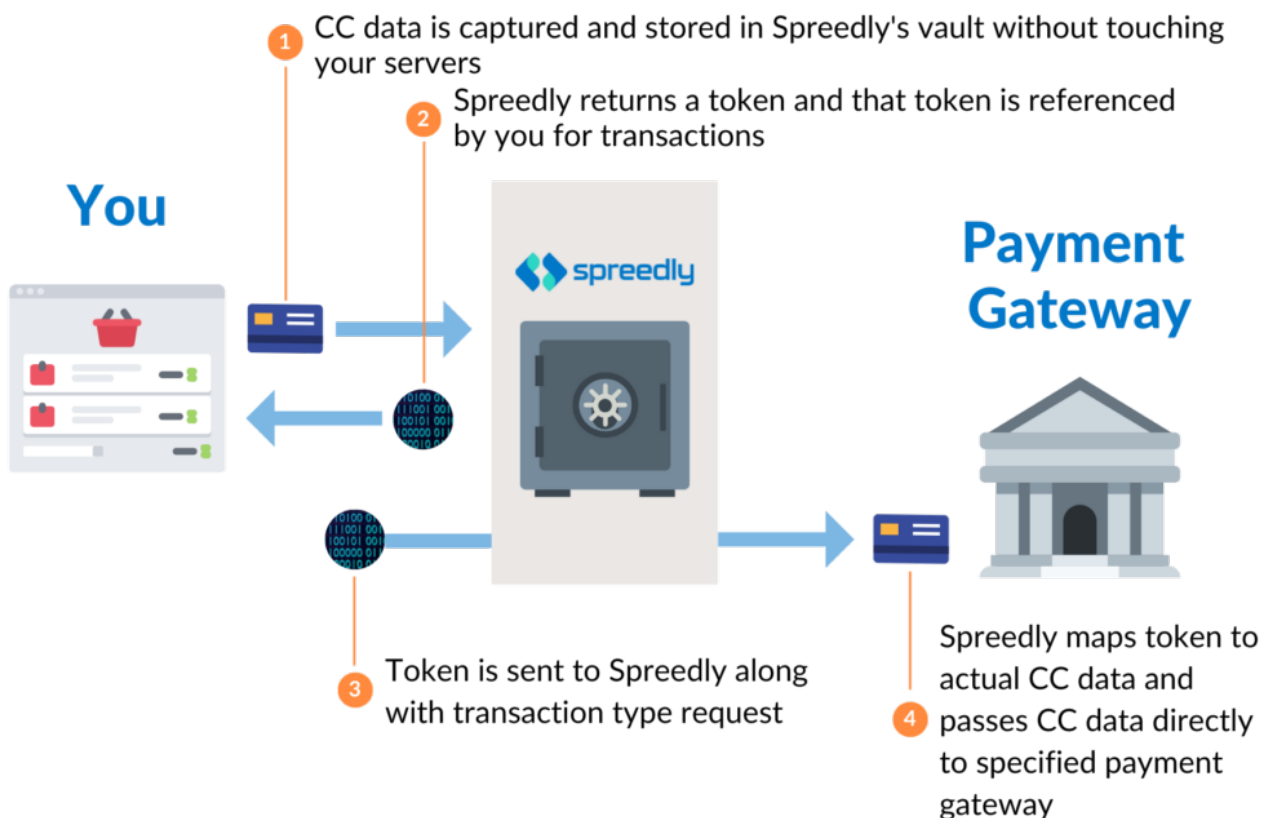 1
CC data is captured and stored in Spreedly's vault without touching
your servers
2
Spreedly returns a token and that token is referenced
by you for transactions
You
spreedly
Payment
Gateway
3
Token is sent to Spreedly along
with transaction type request
4
Spreedly maps token to
actual CC data and
passes CC data directly
to specified payment
gateway